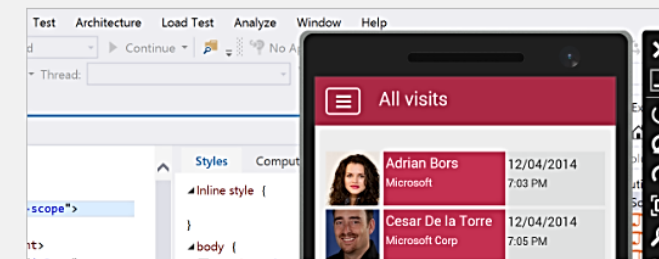 Test Architecture Load Test Analyze Window Help
Continue No A
Thread:
All visits
Styles Comput
Inline style {
}
body {
-scope">
nt>
Adrian Bors 12/04/2014
Microsoft 7:03 PM
Cesar De la Torre 12/04/2014
Microsoft Corp 7:05 PM